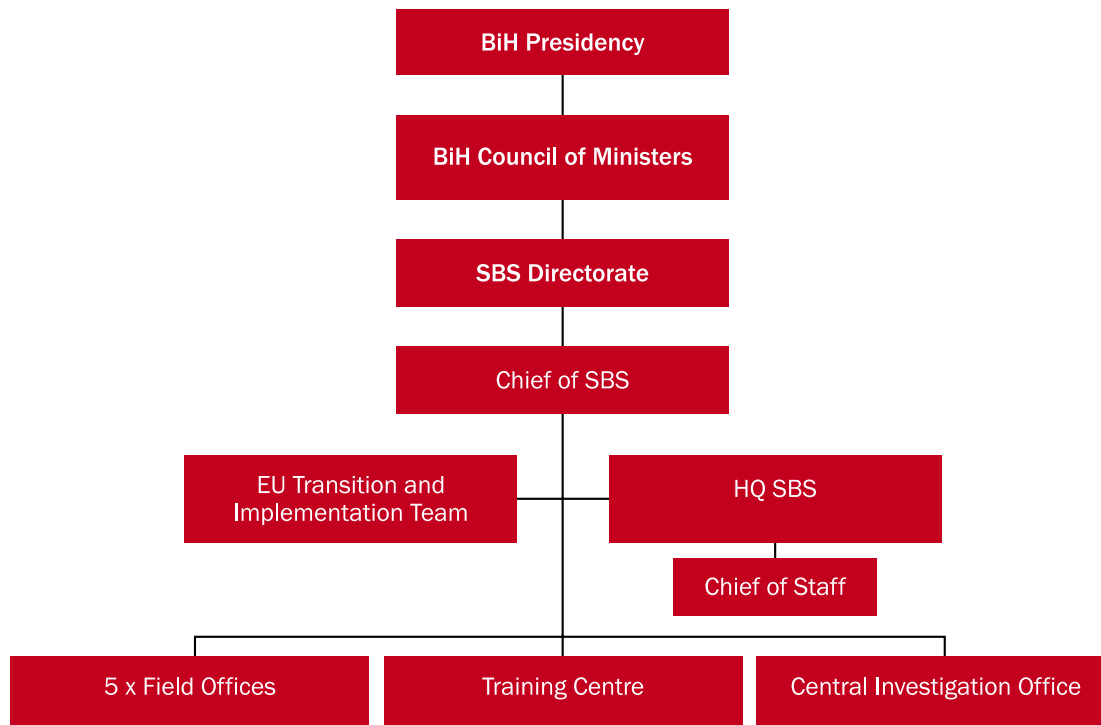 BiH Presidency
BiH Council of Ministers
SBS Directorate
Chief of SBS
EU Transition and
Implementation Team
HQ SBS
Chief of Staff
5 x Field Offices
Training Centre
Central Investigation Office